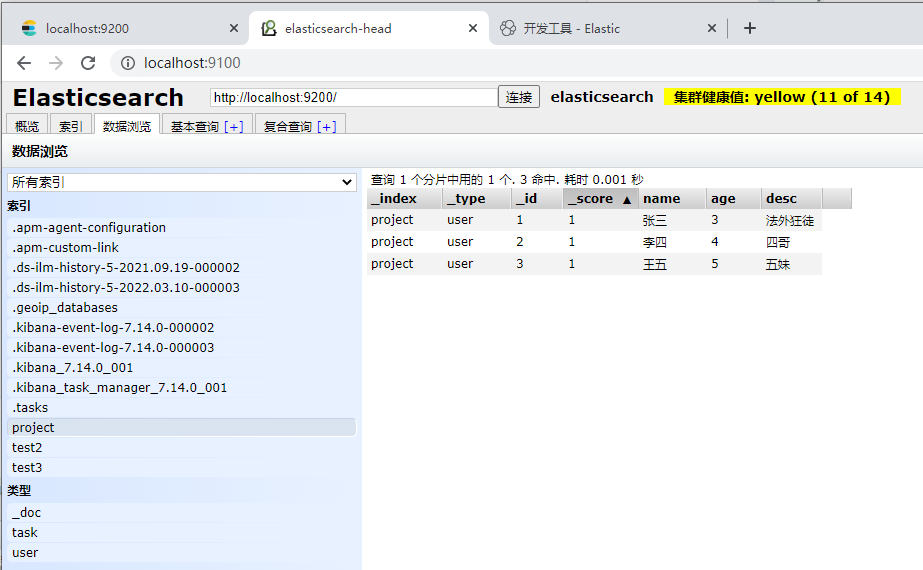 localhost:9200
elasticsearch-head
开发工具 - Elastic
localhost:9100
Elasticsearch http://localhost:9200/ 连接 elasticsearch 集群健康值: yellow (11 of 14)
概览 索引 数据浏览 基本查询 [+] 复合查询 [+]
数据浏览
所有索引
索引
.apm-agent-configuration
.apm-custom-link
.ds-ilm-history-5-2021.09.19-000002
.ds-ilm-history-5-2022.03.10-000003
.geoip_databases
.kibana-event-log-7.14.0-000002
.kibana-event-log-7.14.0-000003
.kibana_7.14.0_001
.kibana_task_manager_7.14.0_001
.tasks
project
test2
test3
类型
_doc
task
user
查询 1 个分片中用的 1 个. 3 命中. 耗时 0.001 秒
_index _type _id _score ▲ name age desc
project user 1 1 张三 3 法外狂徒
project user 2 1 李四 4 四哥
project user 3 1 王五 5 五妹